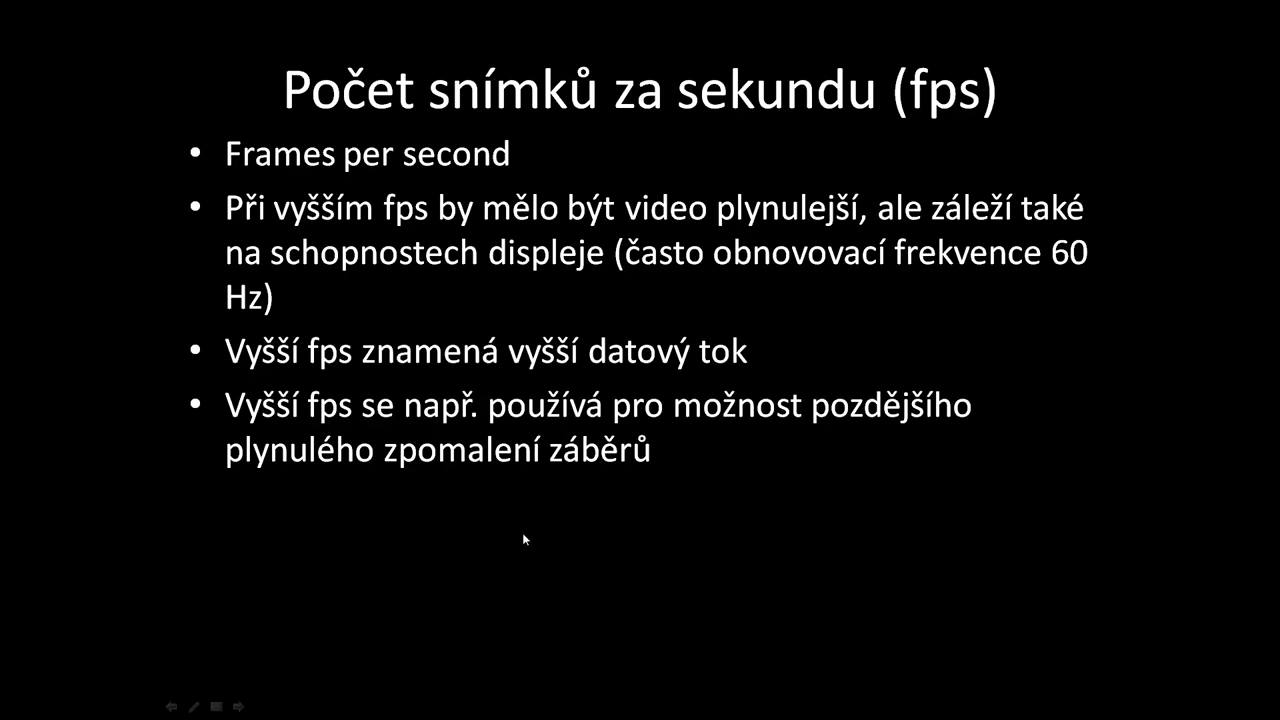 Počet snímků za sekundu (fps)
• Frames per second
• Při vyšším fps by mělo být video plynulejší, ale záleží také
na schopnostech displeje (často obnovovací frekvence 60
Hz)
• Vyšší fps znamená vyšší datový tok
• Vyšší fps se např. používá pro možnost pozdějšího
plynulého zpomalení záběrů